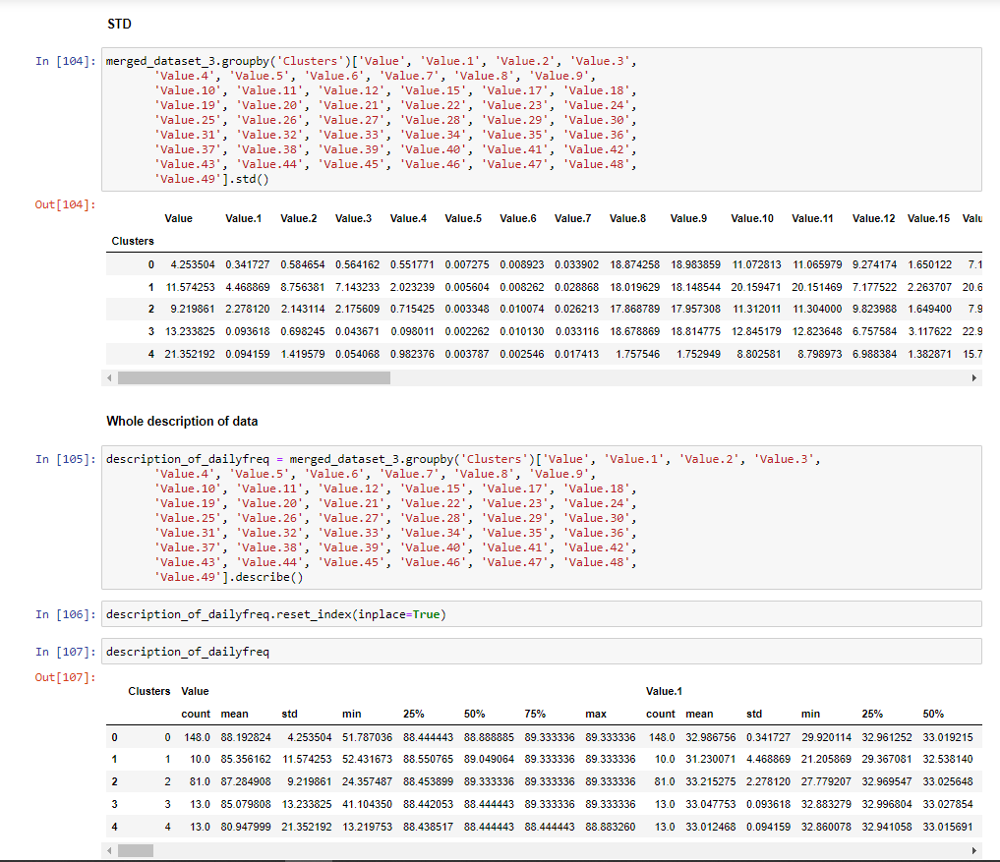 STD
In [104]: merged_dataset_3.groupby('Clusters')['Value', 'Value.1', 'Value.2', 'Value.3',
'Value.4', 'Value.5', 'Value.6', 'Value.7', 'Value.8', 'Value.9',
'Value.10', 'Value.11', 'Value.12', 'Value.15', 'Value.17', 'Value.18',
'Value.19', 'Value.20', 'Value.21', 'Value.22', 'Value.23', 'Value.24',
'Value.25', 'Value.26', 'Value.27', 'Value.28', 'Value.29', 'Value.30',
'Value.31', 'Value.32', 'Value.33', 'Value.34', 'Value.35', 'Value.36',
'Value.37', 'Value.38', 'Value.39', 'Value.40', 'Value.41', 'Value.42',
'Value.43', 'Value.44', 'Value.45', 'Value.46', 'Value.47', 'Value.48',
'Value.49'].std()
Out[104]:
Value Value.1 Value.2 Value.3 Value.4 Value.5 Value.6 Value.7 Value.8 Value.9 Value.10 Value.11 Value.12 Value.15 Valu
Clusters
0 4.253504 0.341727 0.584654 0.564162 0.551771 0.007275 0.008923 0.033902 18.874258 18.983859 11.072813 11.065979 9.274174 1.650122 7.1
1 11.574253 4.468869 8.756381 7.143233 2.023239 0.005604 0.008262 0.028868 18.019629 18.148544 20.159471 20.151469 7.177522 2.263707 20.6
2 9.219861 2.278120 2.143114 2.175609 0.715425 0.003348 0.010074 0.026213 17.868789 17.957308 11.312011 11.304000 9.823988 1.649400 7.9
3 13.233825 0.093618 0.698245 0.043671 0.098011 0.002262 0.010130 0.033116 18.678869 18.814775 12.845179 12.823648 6.757584 3.117622 22.9
4 21.352192 0.094159 1.419579 0.054068 0.982376 0.003787 0.002546 0.017413 1.757546 1.752949 8.802581 8.798973 6.988384 1.382871 15.7
Whole description of data
In [105]: description_of_dailyfreq = merged_dataset_3.groupby('Clusters')['Value', 'Value.1', 'Value.2', 'Value.3',
'Value.4', 'Value.5', 'Value.6', 'Value.7', 'Value.8', 'Value.9',
'Value.10', 'Value.11', 'Value.12', 'Value.15', 'Value.17', 'Value.18',
'Value.19', 'Value.20', 'Value.21', 'Value.22', 'Value.23', 'Value.24',
'Value.25', 'Value.26', 'Value.27', 'Value.28', 'Value.29', 'Value.30',
'Value.31', 'Value.32', 'Value.33', 'Value.34', 'Value.35', 'Value.36',
'Value.37', 'Value.38', 'Value.39', 'Value.40', 'Value.41', 'Value.42',
'Value.43', 'Value.44', 'Value.45', 'Value.46', 'Value.47', 'Value.48',
'Value.49'].describe()
In [106]: description_of_dailyfreq.reset_index(inplace=True)
In [107]: description_of_dailyfreq
Out[107]:
Clusters Value Value.1
count mean std min 25% 50% 75% max count mean std min 25% 50%
0 0 148.0 88.192824 4.253504 51.787036 88.444443 88.888885 89.333336 89.333336 148.0 32.986756 0.341727 29.920114 32.961252 33.019215
1 1 10.0 85.356162 11.574253 52.431673 88.550765 89.049064 89.333336 89.333336 10.0 31.230071 4.468869 21.205869 29.367081 32.538140
2 2 81.0 87.284908 9.219861 24.357487 88.453899 89.333336 89.333336 89.333336 81.0 33.215275 2.278120 27.779207 32.969547 33.025648
3 3 13.0 85.079808 13.233825 41.104350 88.442053 88.444443 89.333336 89.333336 13.0 33.047753 0.093618 32.883279 32.996804 33.027854
4 4 13.0 80.947999 21.352192 13.219753 88.438517 88.444443 88.444443 88.883260 13.0 33.012468 0.094159 32.860078 32.941058 33.015691